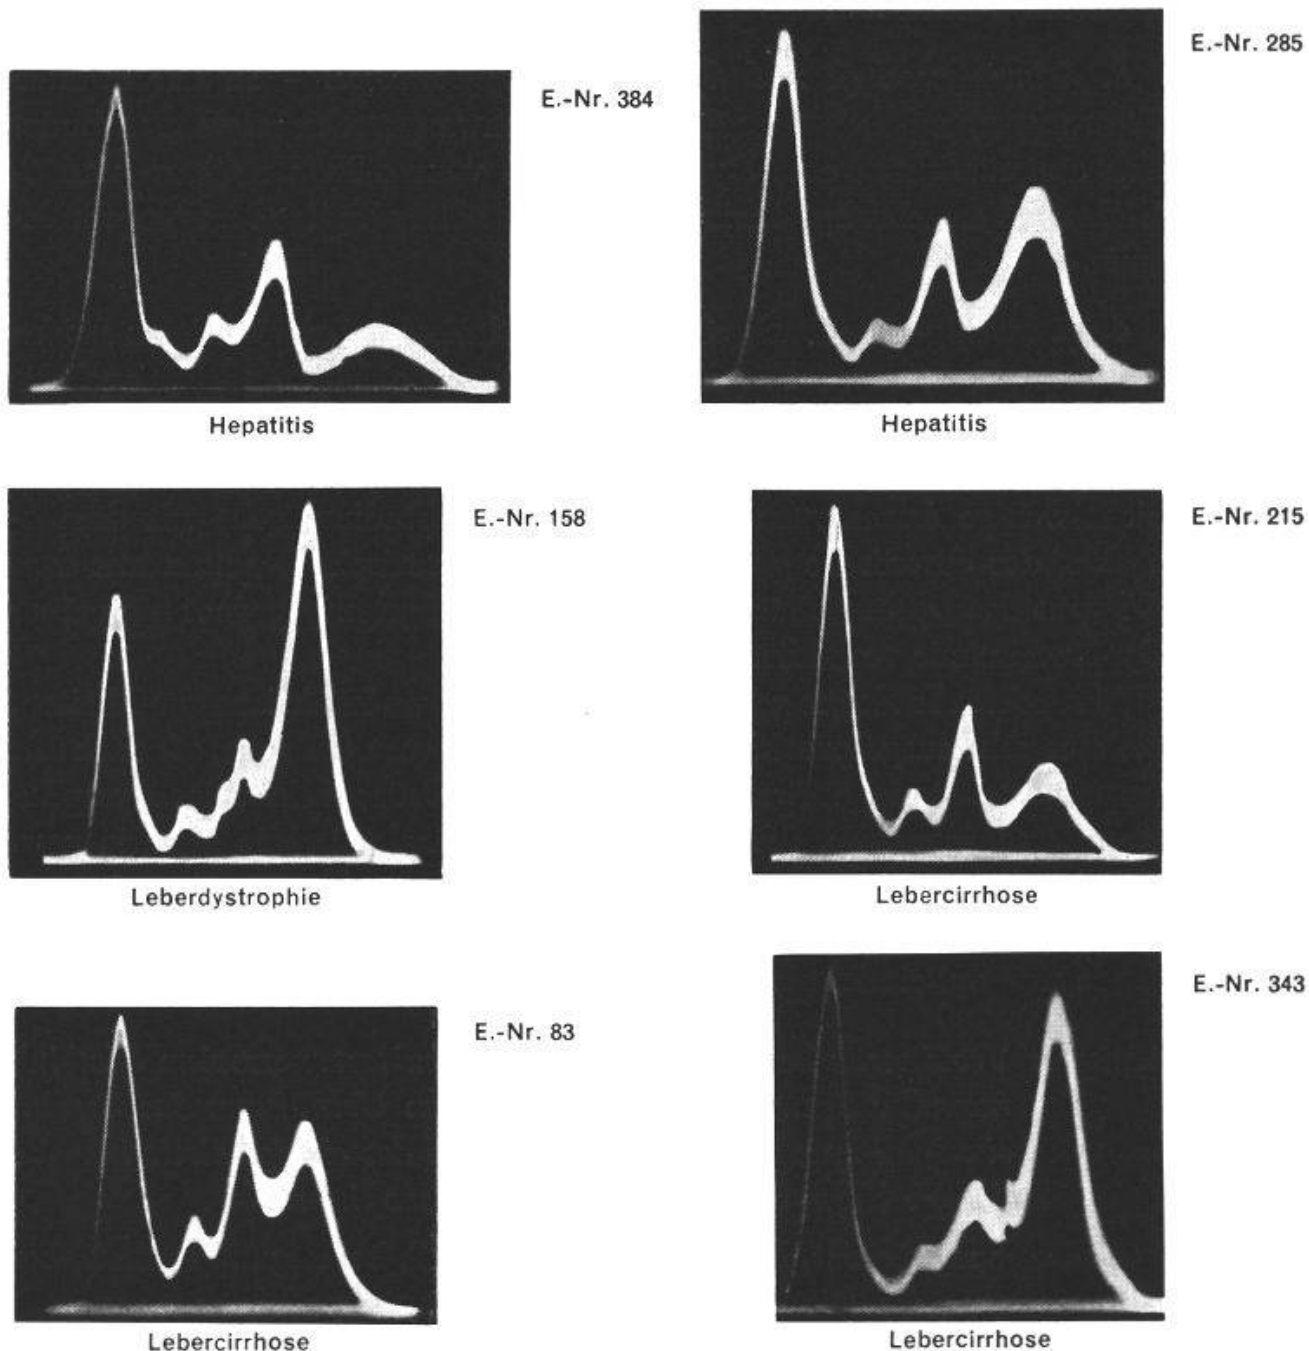 E.-Nr. 384
Hepatitis
E.-Nr. 285
Hepatitis
E.-Nr. 158
Leberdystrophie
E.-Nr. 215
Lebercirrhose
E.-Nr. 83
Lebercirrhose
E.-Nr. 343
Lebercirrhose